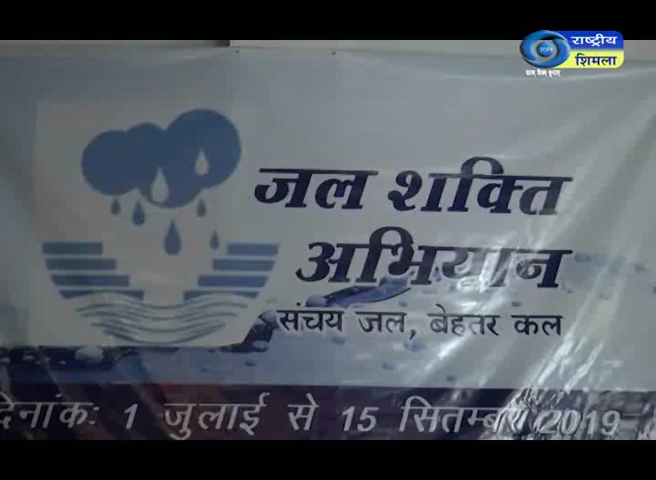 राष्ट्रीय
शिमला
जल शक्ति
अभियान
संचय जल, बेहतर कल
देनांक: 1 जुलाई से 15 सितम्बर 2019